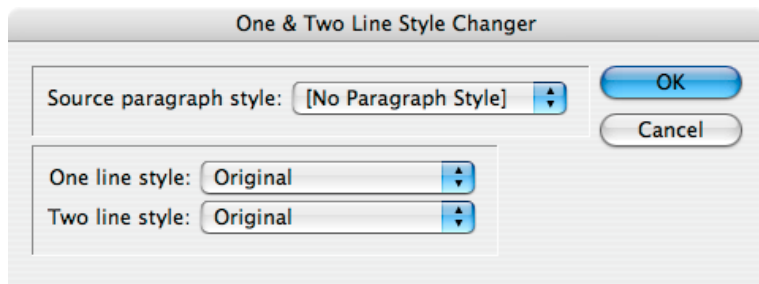 One & Two Line Style Changer
Source paragraph style: [No Paragraph Style]
OK
Cancel
One line style: Original
Two line style: Original